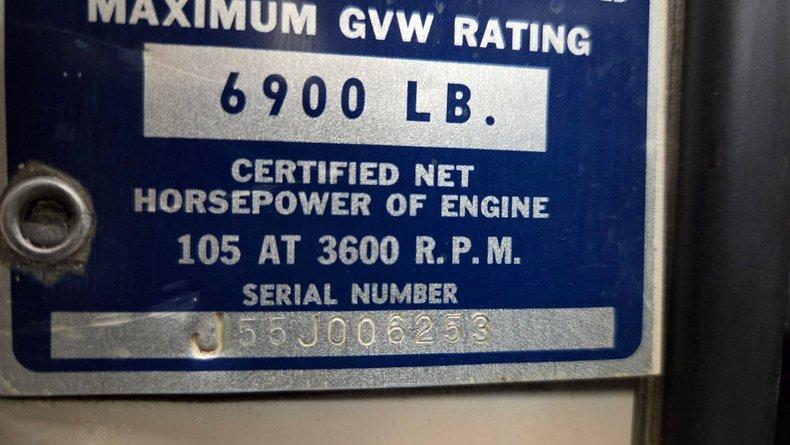 MAXIMUM GVW RATING
6900 LB.
CERTIFIED NET
HORSEPOWER OF ENGINE
105 AT 3600 R.P.M.
SERIAL NUMBER
J55J006253